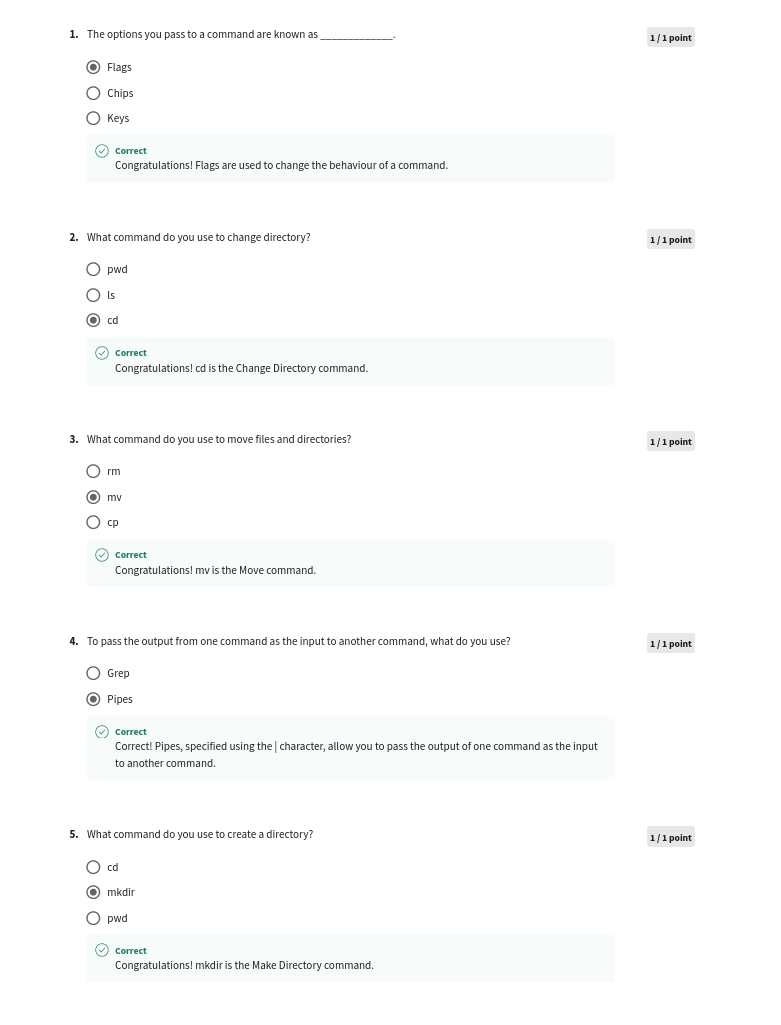 1. The options you pass to a command are known as _____________. 1 / 1 point
Flags
Chips
Keys
Correct
Congratulations! Flags are used to change the behaviour of a command.
2. What command do you use to change directory? 1 / 1 point
pwd
ls
cd
Correct
Congratulations! cd is the Change Directory command.
3. What command do you use to move files and directories? 1 / 1 point
rm
mv
cp
Correct
Congratulations! mv is the Move command.
4. To pass the output from one command as the input to another command, what do you use? 1 / 1 point
Grep
Pipes
Correct
Correct! Pipes, specified using the | character, allow you to pass the output of one command as the input
to another command.
5. What command do you use to create a directory? 1 / 1 point
cd
mkdir
pwd
Correct
Congratulations! mkdir is the Make Directory command.